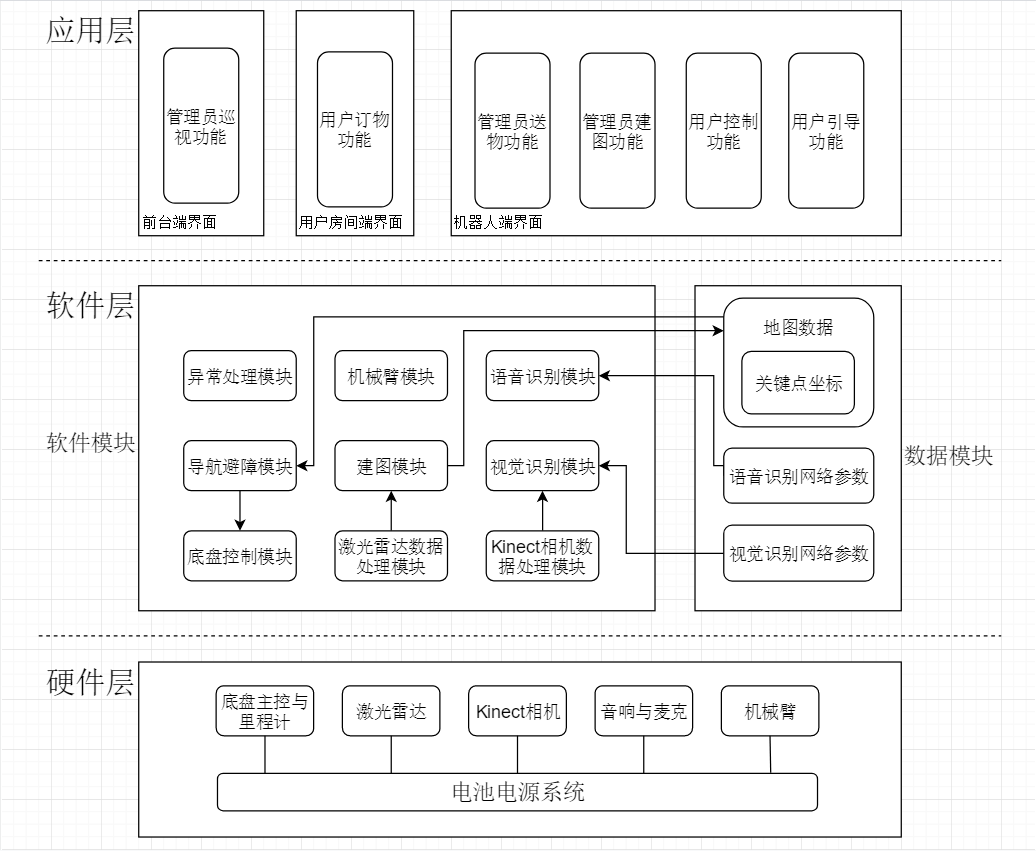 应用层
管理员巡
视功能
前台端界面
用户订物
功能
用户房间端界面
管理员送
物功能
管理员建
图功能
用户控制
功能
用户引导
功能
机器人端界面
软件层
软件模块
异常处理模块
机械臂模块
语音识别模块
导航避障模块
建图模块
视觉识别模块
底盘控制模块
激光雷达数据
处理模块
Kinect相机数
据处理模块
地图数据
关键点坐标
语音识别网络参数
视觉识别网络参数
数据模块
硬件层
底盘主控与
里程计
激光雷达
Kinect相机
音响与麦克
机械臂
电池电源系统